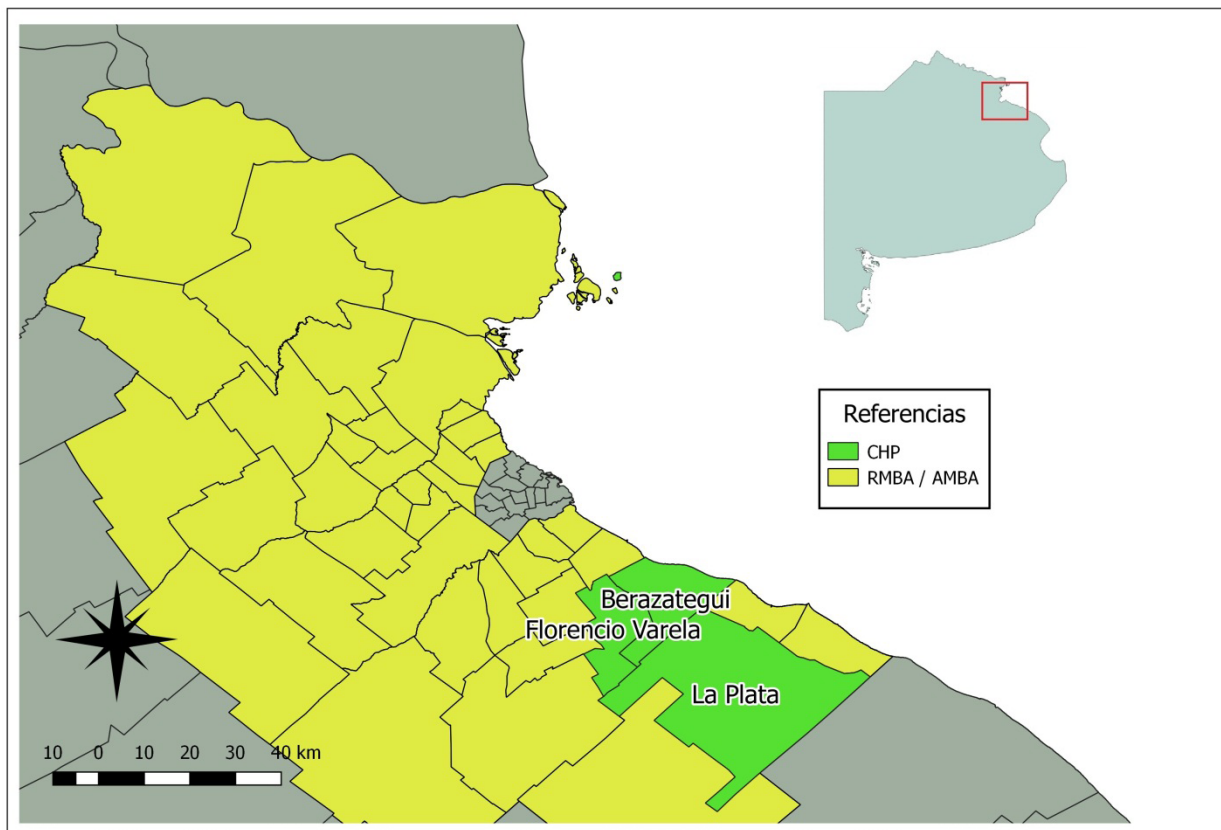 Referencias
CHP
RMBA / AMBA
Berazategui
Florencio Varela
La Plata
10 0 10 20 30 40 km